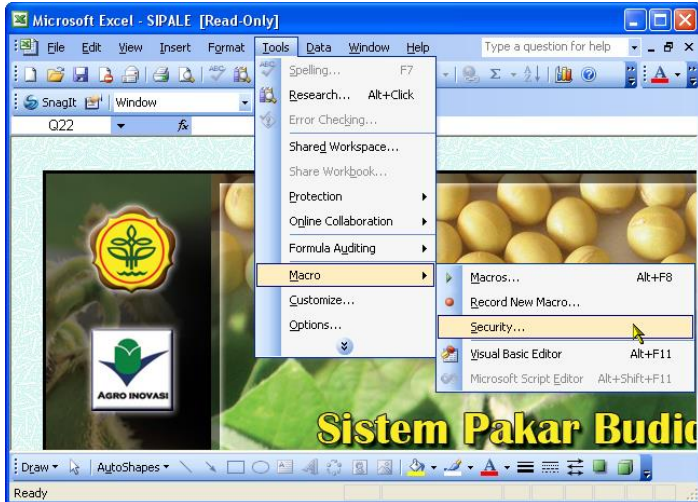 Microsoft Excel - SIPALE [Read-Only]
File Edit View Insert Format Tools Data Window Help Type a question for help
SnagIt Window
Q22 fx
Spelling... F7
Research... Alt+Click
Error Checking...
Shared Workspace...
Share Workbook...
Protection
Online Collaboration
Formula Auditing
Macro
Customize...
Options...
Macros... Alt+F8
Record New Macro...
Security...
Visual Basic Editor Alt+F11
Microsoft Script Editor Alt+Shift+F11
AGRO INOVASI
Sistem Pakar
Draw AutoShapes
Ready